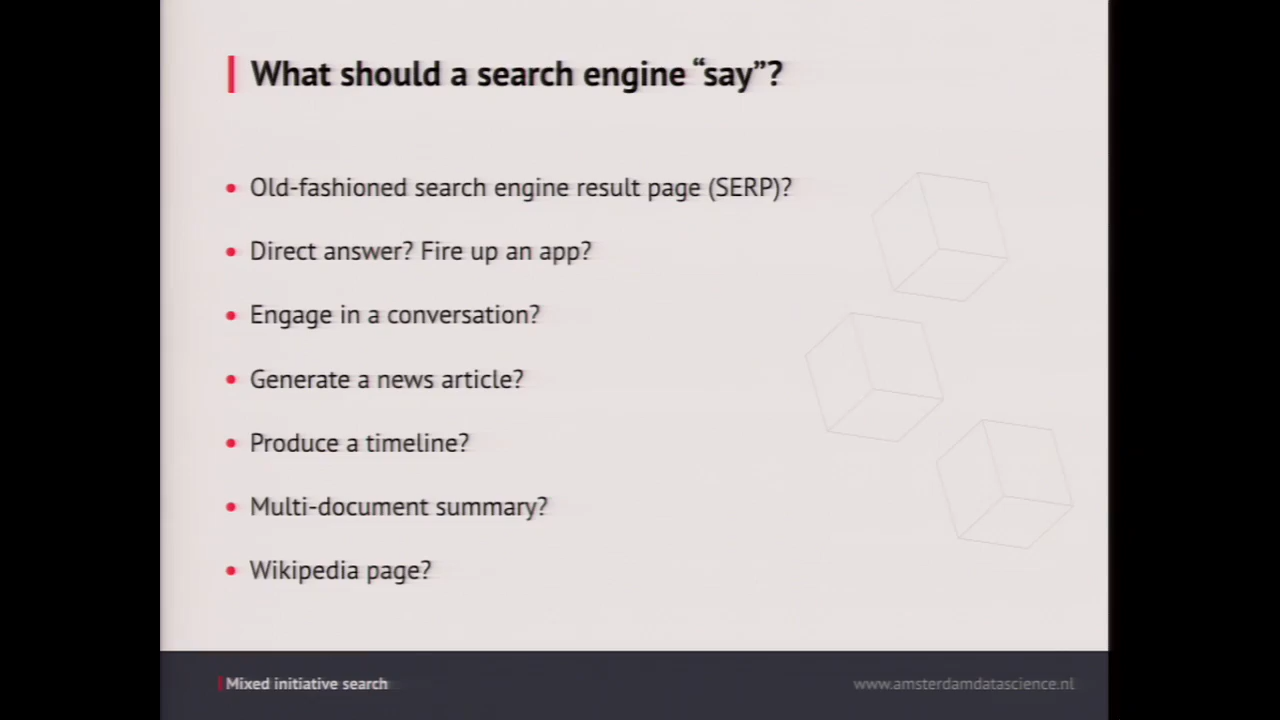 What should a search engine “say”?
• Old-fashioned search engine result page (SERP)?
• Direct answer? Fire up an app?
• Engage in a conversation?
• Generate a news article?
• Produce a timeline?
• Multi-document summary?
• Wikipedia page?
Mixed initiative search
www.amsterdamdatascience.nl